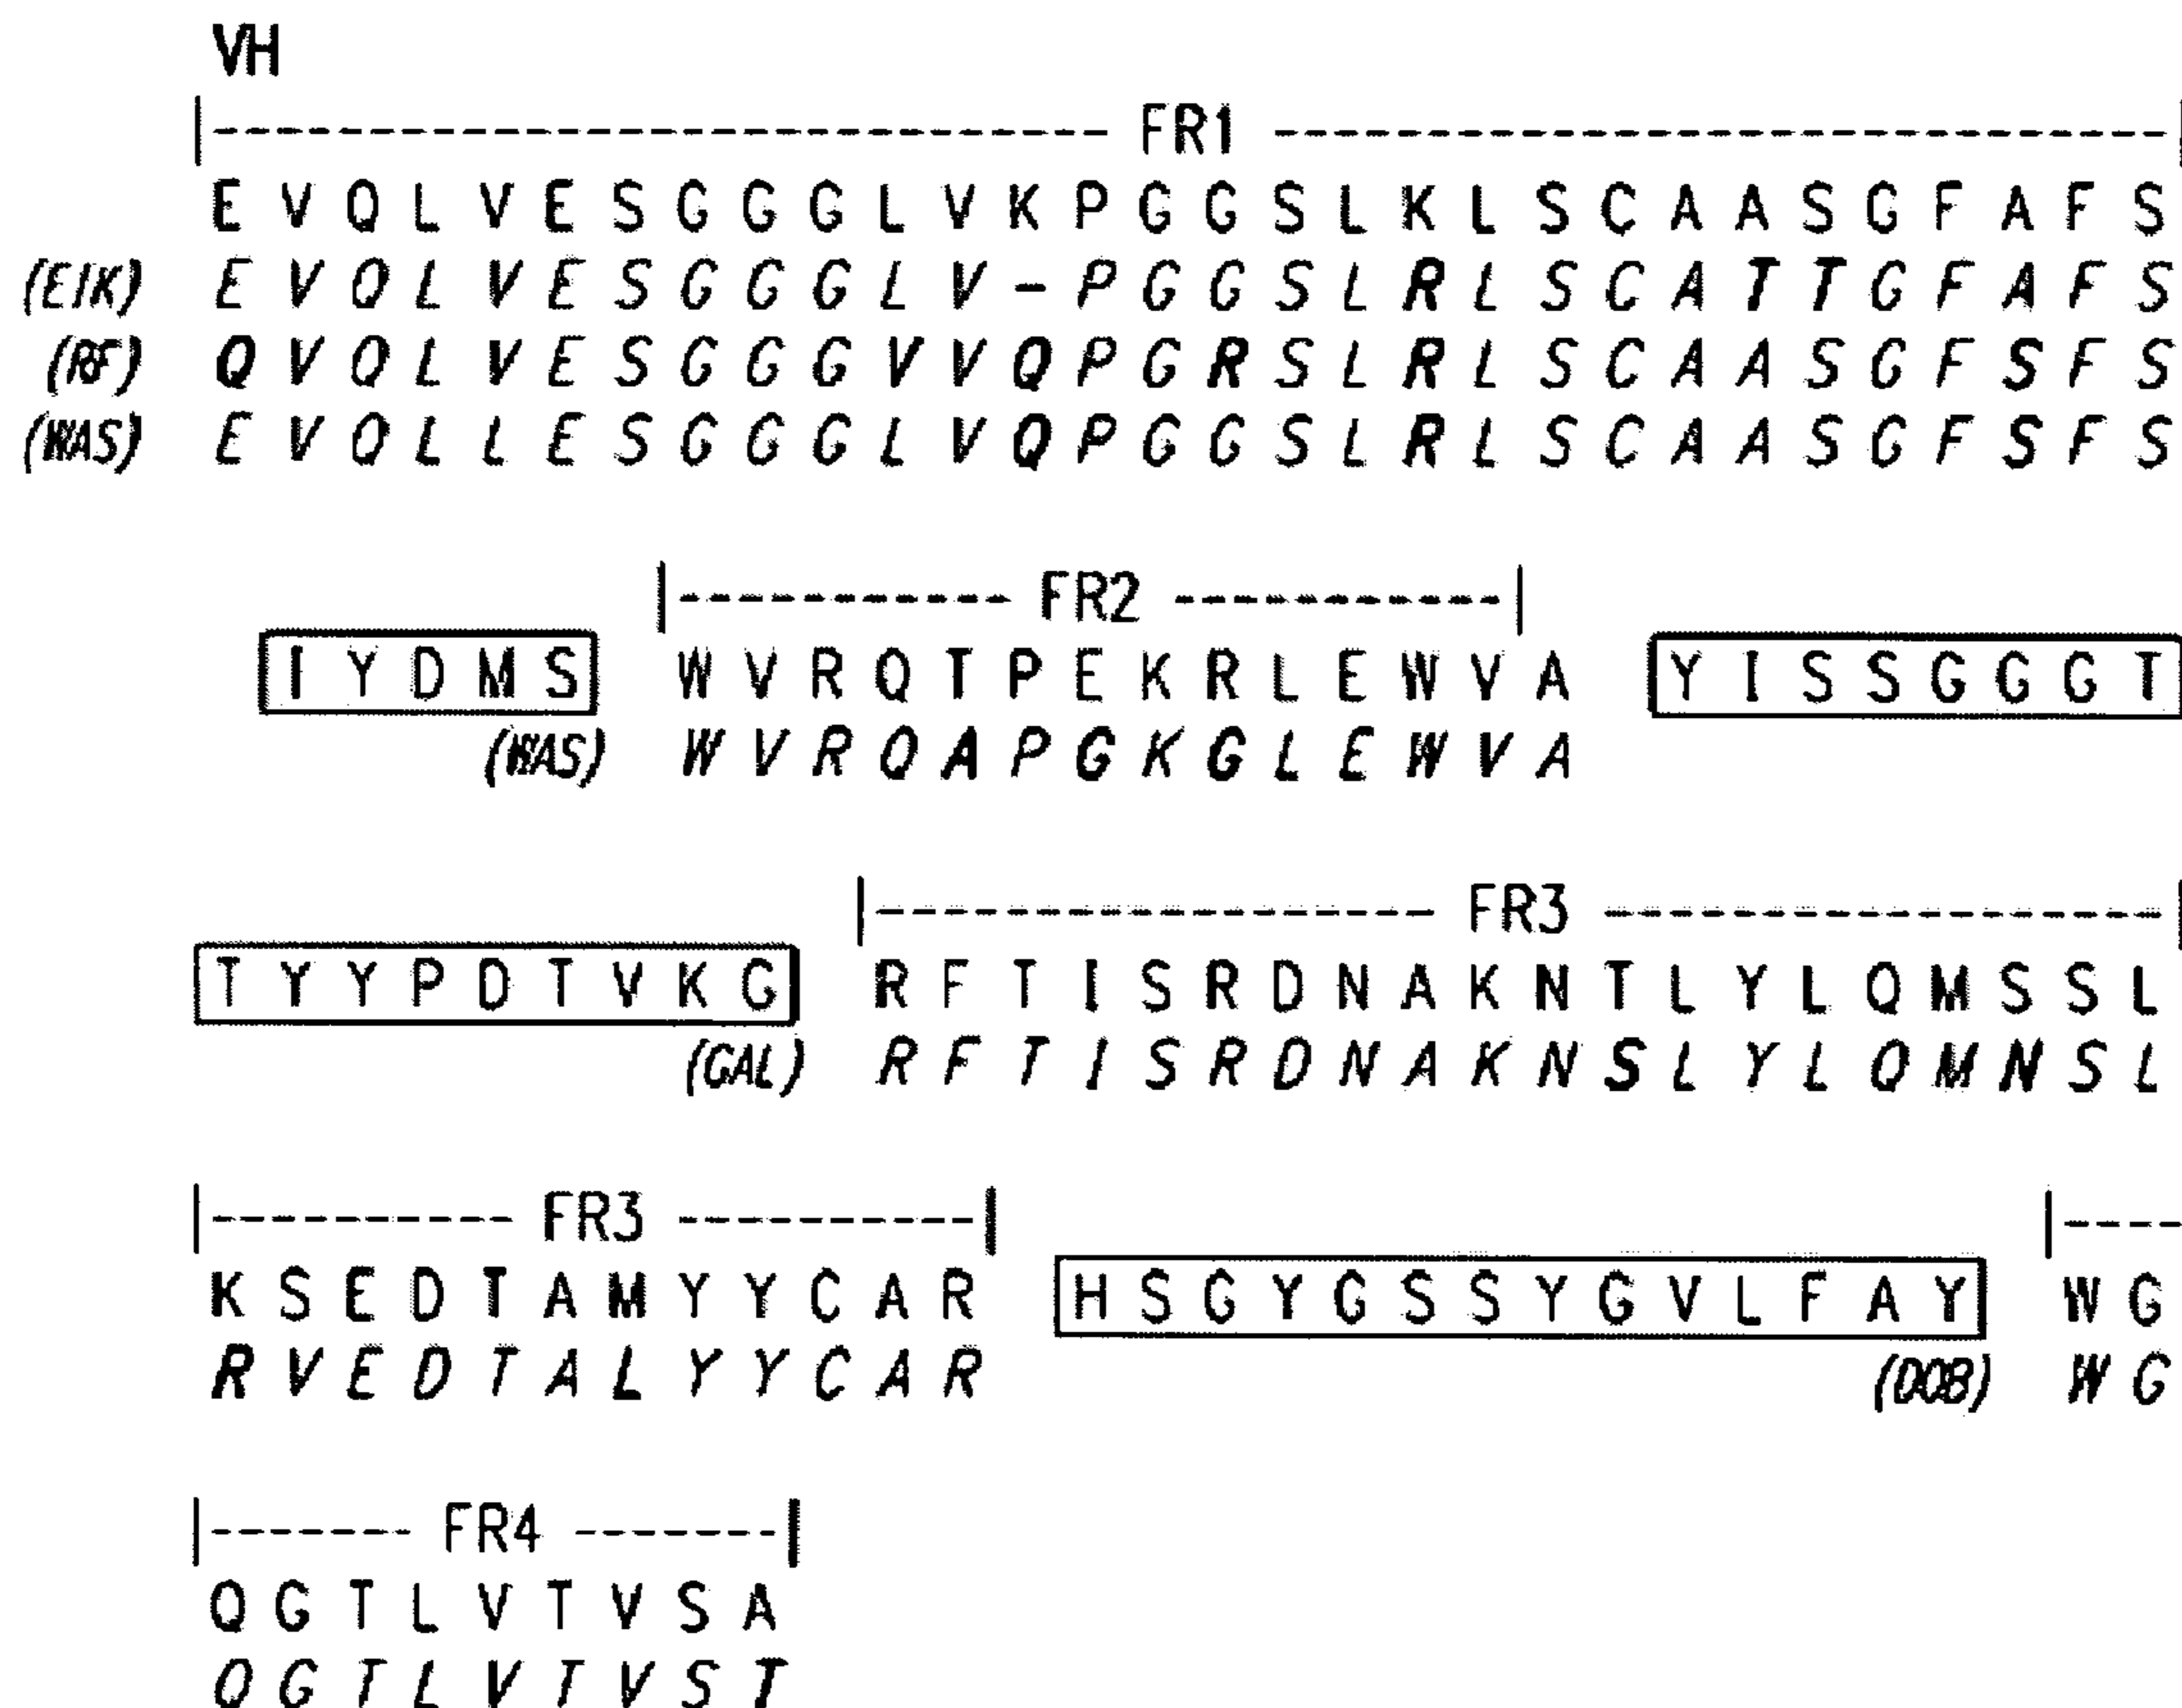 VH
|--------------------------- FR1 ---------------------------|
E V Q L V E S G G G L V K P G G S L K L S C A A S G F A F S
(EIK) E V Q L V E S G G G L V - P G G S L R L S C A T T G F A F S
(RF) Q V Q L V E S G G G V V Q P G R S L R L S C A A S G F S F S
(WAS) E V Q L L E S G G G L V Q P G G S L R L S C A A S G F S F S
|----------- FR2 -----------|
I Y D M S W V R Q T P E K R L E W V A Y I S S G G G T
(WAS) W V R Q A P G K G L E W V A
|----------------- FR3 -----------------|
T Y Y P D T V K G R F T I S R D N A K N T L Y L Q M S S L
(GAL) R F T I S R D N A K N S L Y L Q M N S L
|---------- FR3 ----------| |----
K S E D T A M Y Y C A R H S G Y G S S Y G V L F A Y W G
R V E D T A L Y Y C A R (DOB) W G
|------- FR4 -------|
Q G T L V T V S A
Q G T L V T V S T